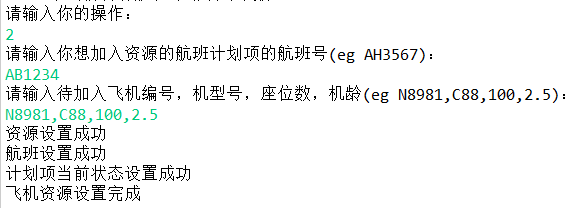 请输入你的操作：
2
请输入你想加入资源的航班计划项的航班号(eg AH3567)：
AB1234
请输入待加入飞机编号，机型号，座位数，机龄(eg N8981,C88,100,2.5)：
N8981,C88,100,2.5
资源设置成功
航班设置成功
计划项当前状态设置成功
飞机资源设置完成